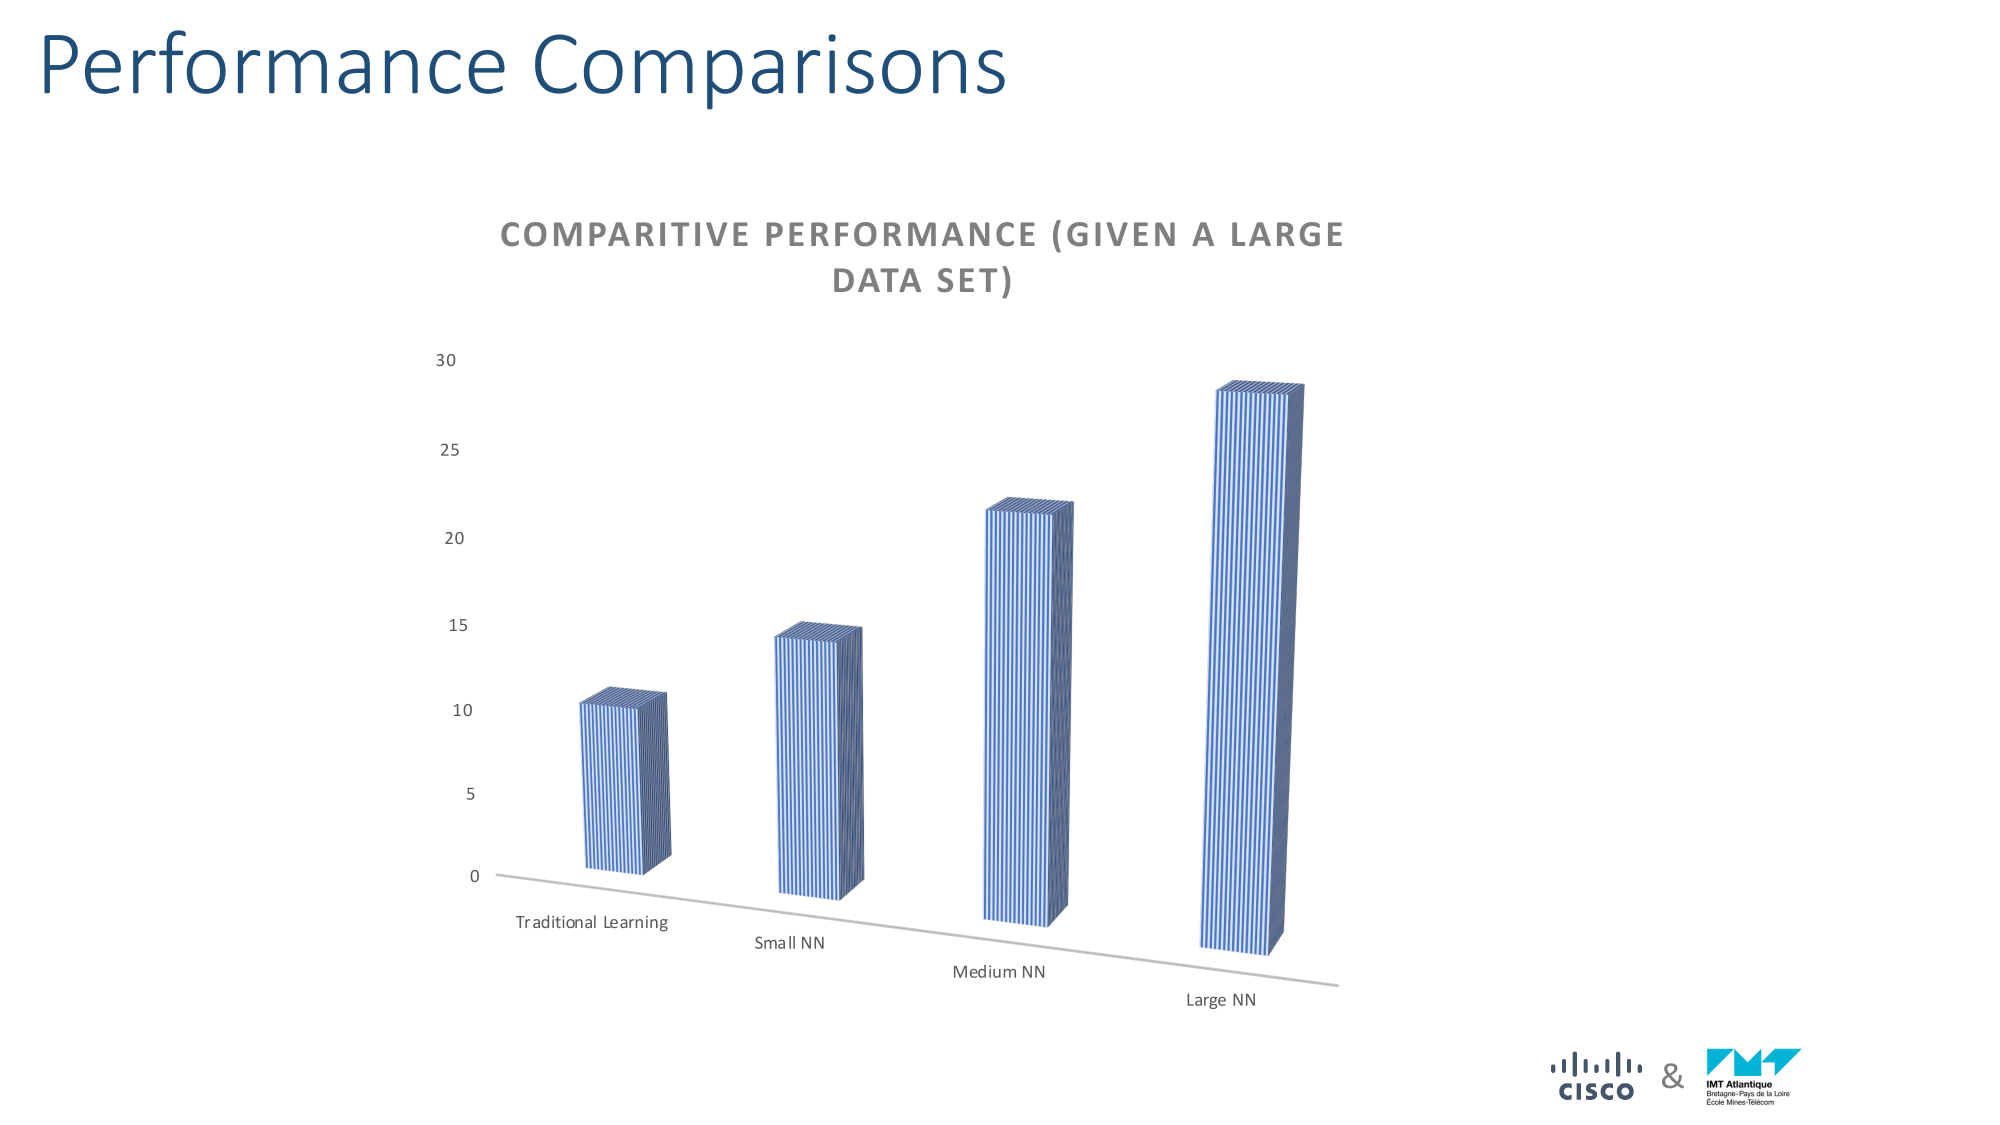 Performance Comparisons
COMPARITIVE PERFORMANCE (GIVEN A LARGE
DATA SET)
30
25
20
15
10
5
0
Traditional Learning
Small NN
Medium NN
Large NN
CISCO
&
IMT Atlantique
Bretagne-Pays de la Loire
École Mines-Télécom